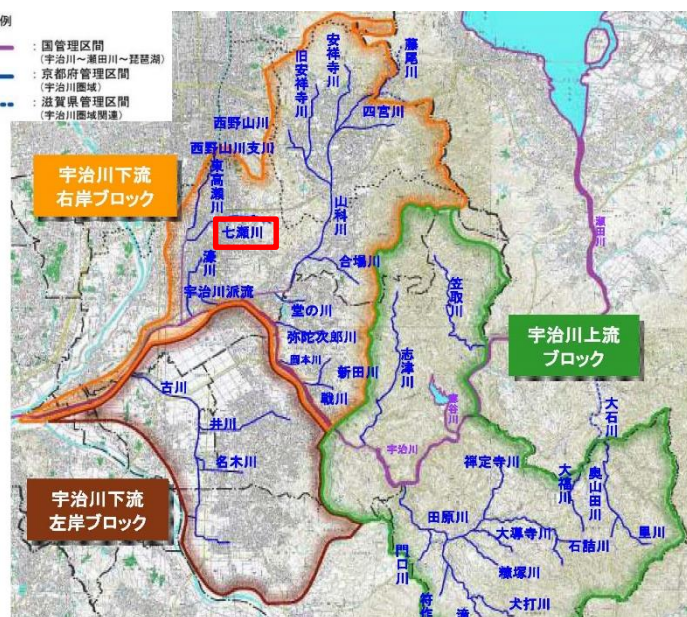 例
：国管理区間
（宇治川～瀬田川～琵琶湖）
：京都府管理区間
（宇治川圏域）
：滋賀県管理区間
（宇治川圏域関連）
安祥寺川
旧安祥寺川
藤尾川
四宮川
西野山川
西野山川支川
宇治川下流
右岸ブロック
東高瀬川
七瀬川
山科川
瀬田川
濠川
合場川
笠取川
宇治川派流
堂の川
弥陀次郎川
宇治川上流
ブロック
志津川
新田川
戦川
古川
井川
宇治川
大石川
名木川
禅定寺川
大福川
奥山田川
宇治川下流
左岸ブロック
田原川
大導寺川
石詰川
門口川
糠塚川
犬打川
符作